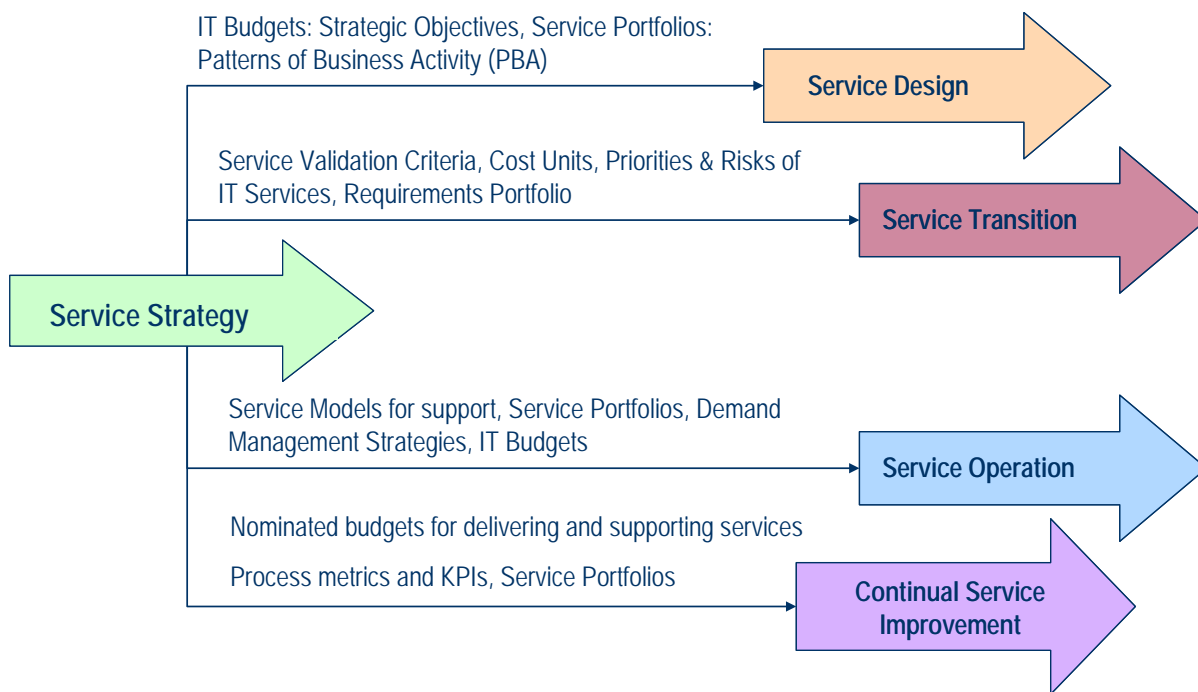 IT Budgets: Strategic Objectives, Service Portfolios:
Patterns of Business Activity (PBA)
Service Design
Service Validation Criteria, Cost Units, Priorities & Risks of
IT Services, Requirements Portfolio
Service Transition
Service Strategy
Service Models for support, Service Portfolios, Demand
Management Strategies, IT Budgets
Service Operation
Nominated budgets for delivering and supporting services
Process metrics and KPIs, Service Portfolios
Continual Service
Improvement